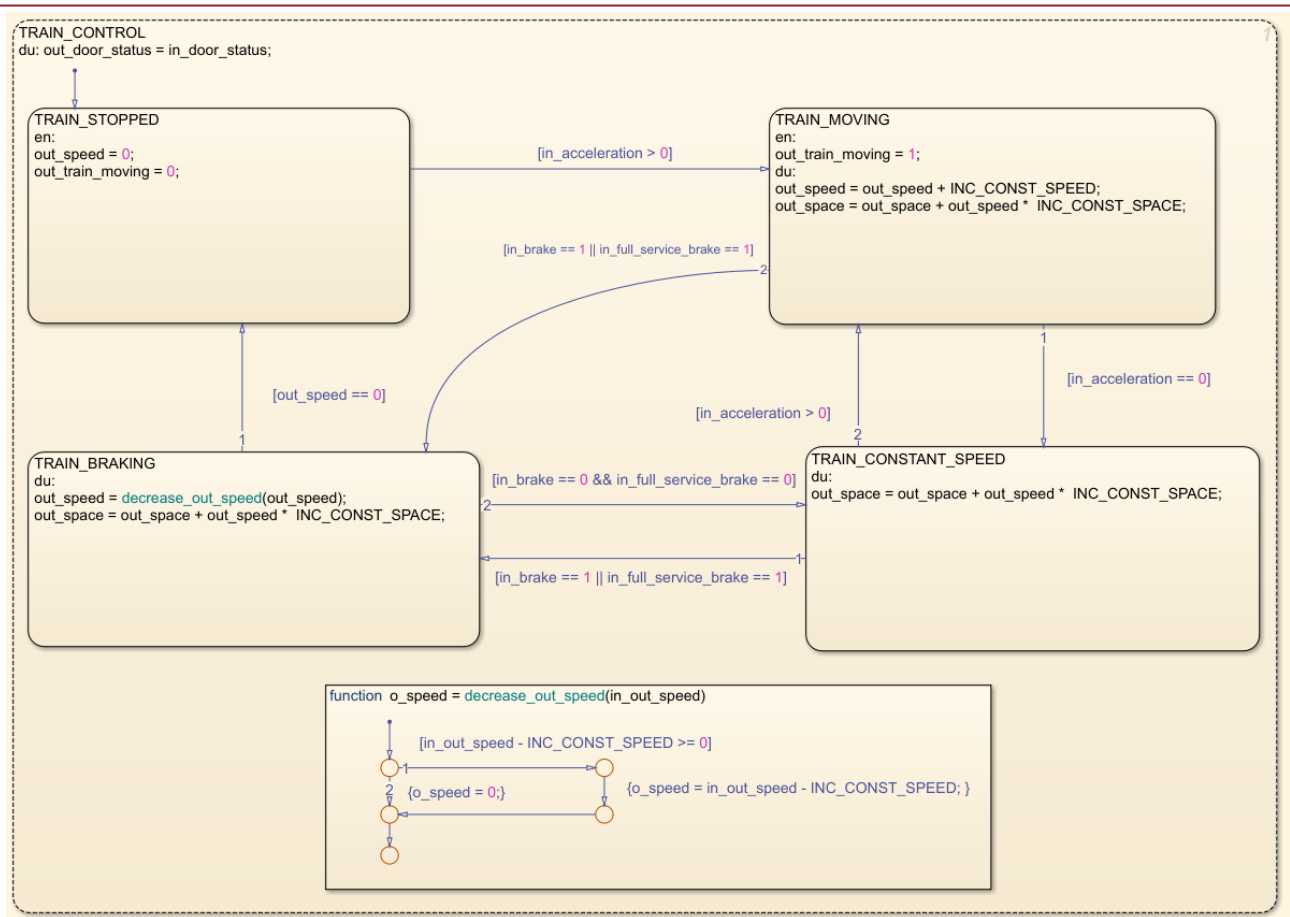 TRAIN_CONTROL
du: out_door_status = in_door_status;
1
TRAIN_STOPPED
en:
out_speed = 0;
out_train_moving = 0;
[in_acceleration > 0]
TRAIN_MOVING
en:
out_train_moving = 1;
du:
out_speed = out_speed + INC_CONST_SPEED;
out_space = out_space + out_speed * INC_CONST_SPACE;
[in_brake == 1 || in_full_service_brake == 1]
2
1
[out_speed == 0]
1
[in_acceleration > 0]
2
[in_acceleration == 0]
TRAIN_BRAKING
du:
out_speed = decrease_out_speed(out_speed);
out_space = out_space + out_speed * INC_CONST_SPACE;
[in_brake == 0 && in_full_service_brake == 0]
2
1
[in_brake == 1 || in_full_service_brake == 1]
TRAIN_CONSTANT_SPEED
du:
out_space = out_space + out_speed * INC_CONST_SPACE;
function o_speed = decrease_out_speed(in_out_speed)
[in_out_speed - INC_CONST_SPEED >= 0]
1
2
{o_speed = 0;}
{o_speed = in_out_speed - INC_CONST_SPEED; }